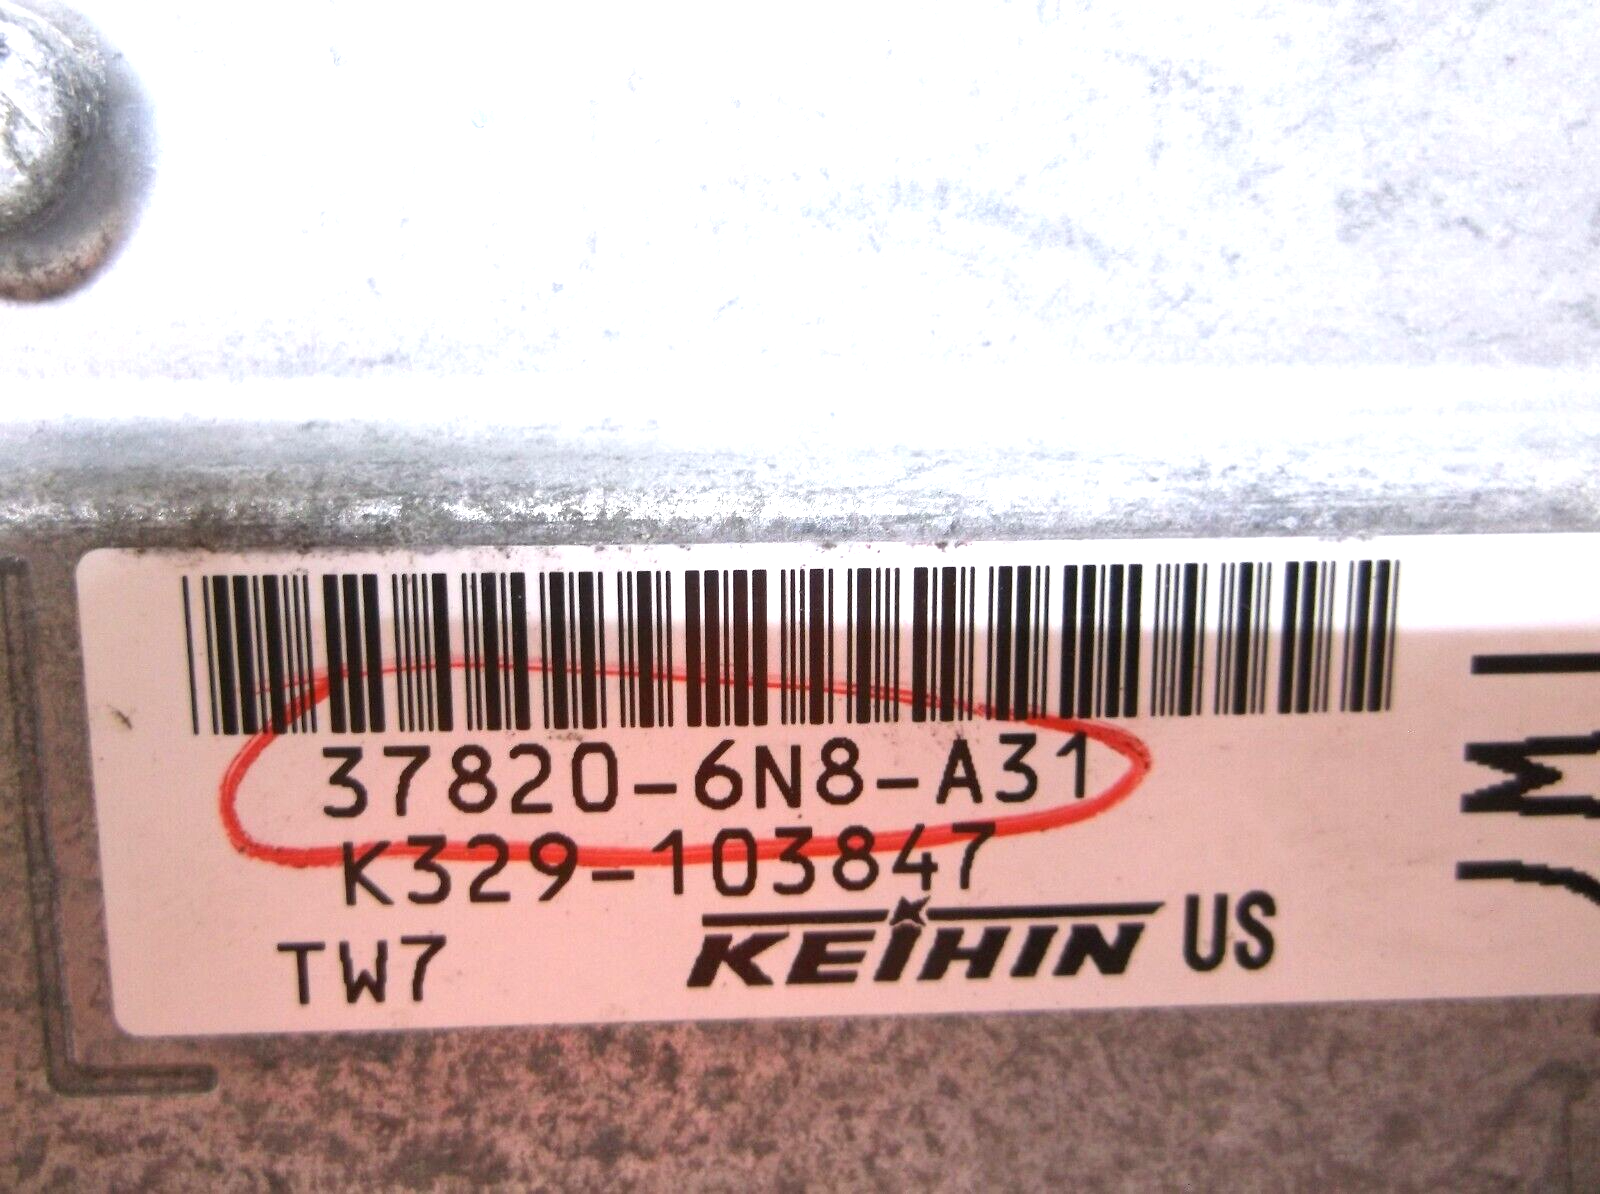 37820-6N8-A31
K329-103847
TW7
KEIHIN US